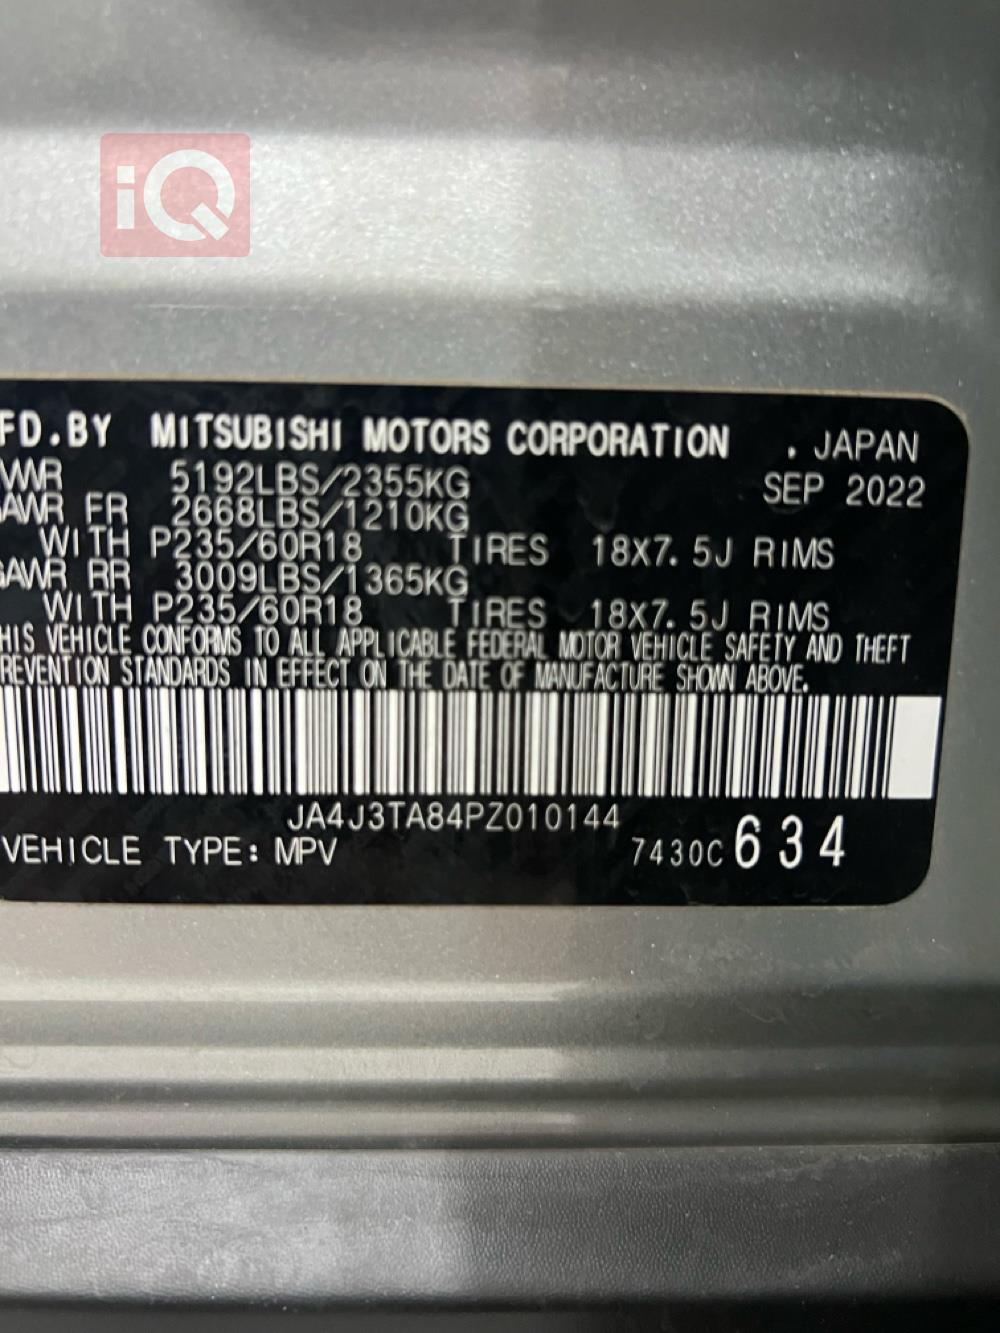 iQ
FD.BY MITSUBISHI MOTORS CORPORATION . JAPAN
VWR 5192LBS/2355KG SEP 2022
AWR FR 2668LBS/1210KG
WITH P235/60R18 TIRES 18X7.5J RIMS
GAWR RR 3009LBS/1365KG
WITH P235/60R18 TIRES 18X7.5J RIMS
HIS VEHICLE CONFORMS TO ALL APPLICABLE FEDERAL MOTOR VEHICLE SAFETY AND THEFT
REVENTION STANDARDS IN EFFECT ON THE DATE OF MANUFACTURE SHOWN ABOVE.
JA4J3TA84PZ010144
VEHICLE TYPE: MPV 7430C 634